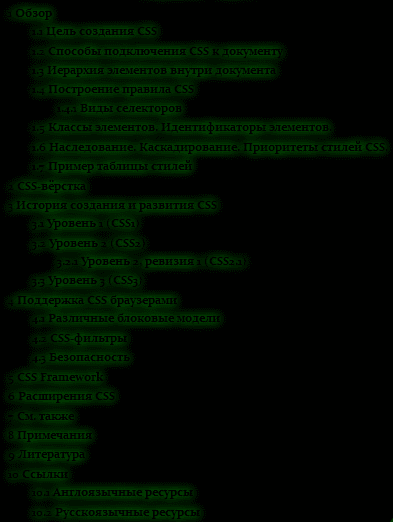 1 Обзор
1.1 Цель создания CSS
1.2 Способы подключения CSS к документу
1.3 Иерархия элементов внутри документа
1.4 Построение правила CSS
1.4.1 Виды селекторов
1.5 Классы элементов. Идентификаторы элементов.
1.6 Наследование. Каскадирование. Приоритеты стилей CSS.
1.7 Пример таблицы стилей
2 CSS-вёрстка
3 История создания и развития CSS
3.1 Уровень 1 (CSS1)
3.2 Уровень 2 (CSS2)
3.2.1 Уровень 2, ревизия 1 (CSS2.1)
3.3 Уровень 3 (CSS3)
4 Поддержка CSS браузерами
4.1 Различные блоковые модели
4.2 CSS-фильтры
4.3 Безопасность
5 CSS Framework
6 Расширения CSS
7 См. также
8 Примечания
9 Литература
10 Ссылки
10.1 Англоязычные ресурсы
10.2 Русскоязычные ресурсы